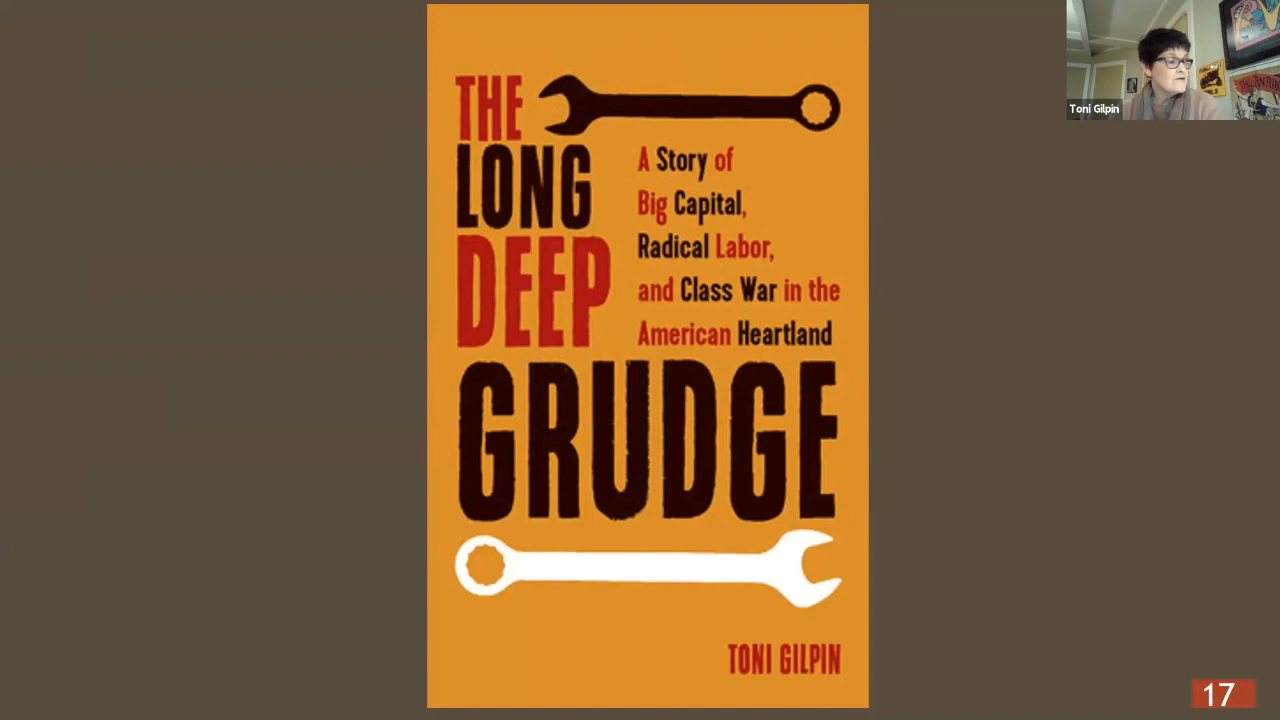 THE
LONG
DEEP
GRUDGE
A Story of
Big Capital,
Radical Labor,
and Class War in the
American Heartland
TONI GILPIN
Toni Gilpin
17